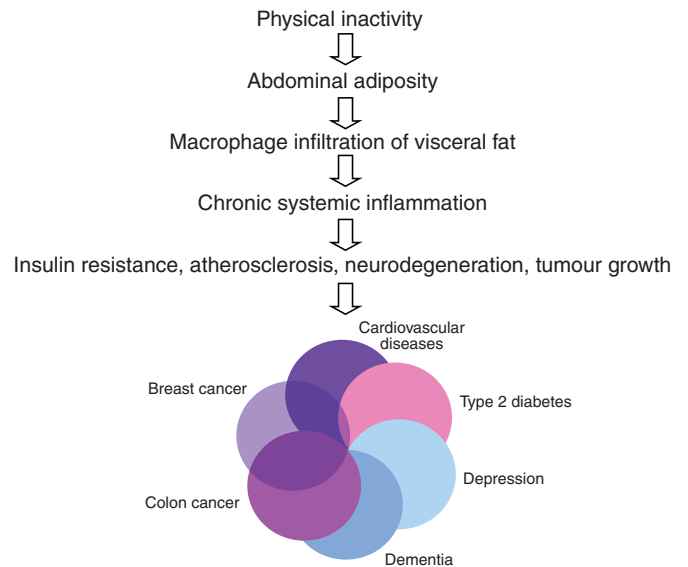 Physical inactivity
Abdominal adiposity
Macrophage infiltration of visceral fat
Chronic systemic inflammation
Insulin resistance, atherosclerosis, neurodegeneration, tumour growth
Cardiovascular
diseases
Breast cancer
Type 2 diabetes
Depression
Colon cancer
Dementia